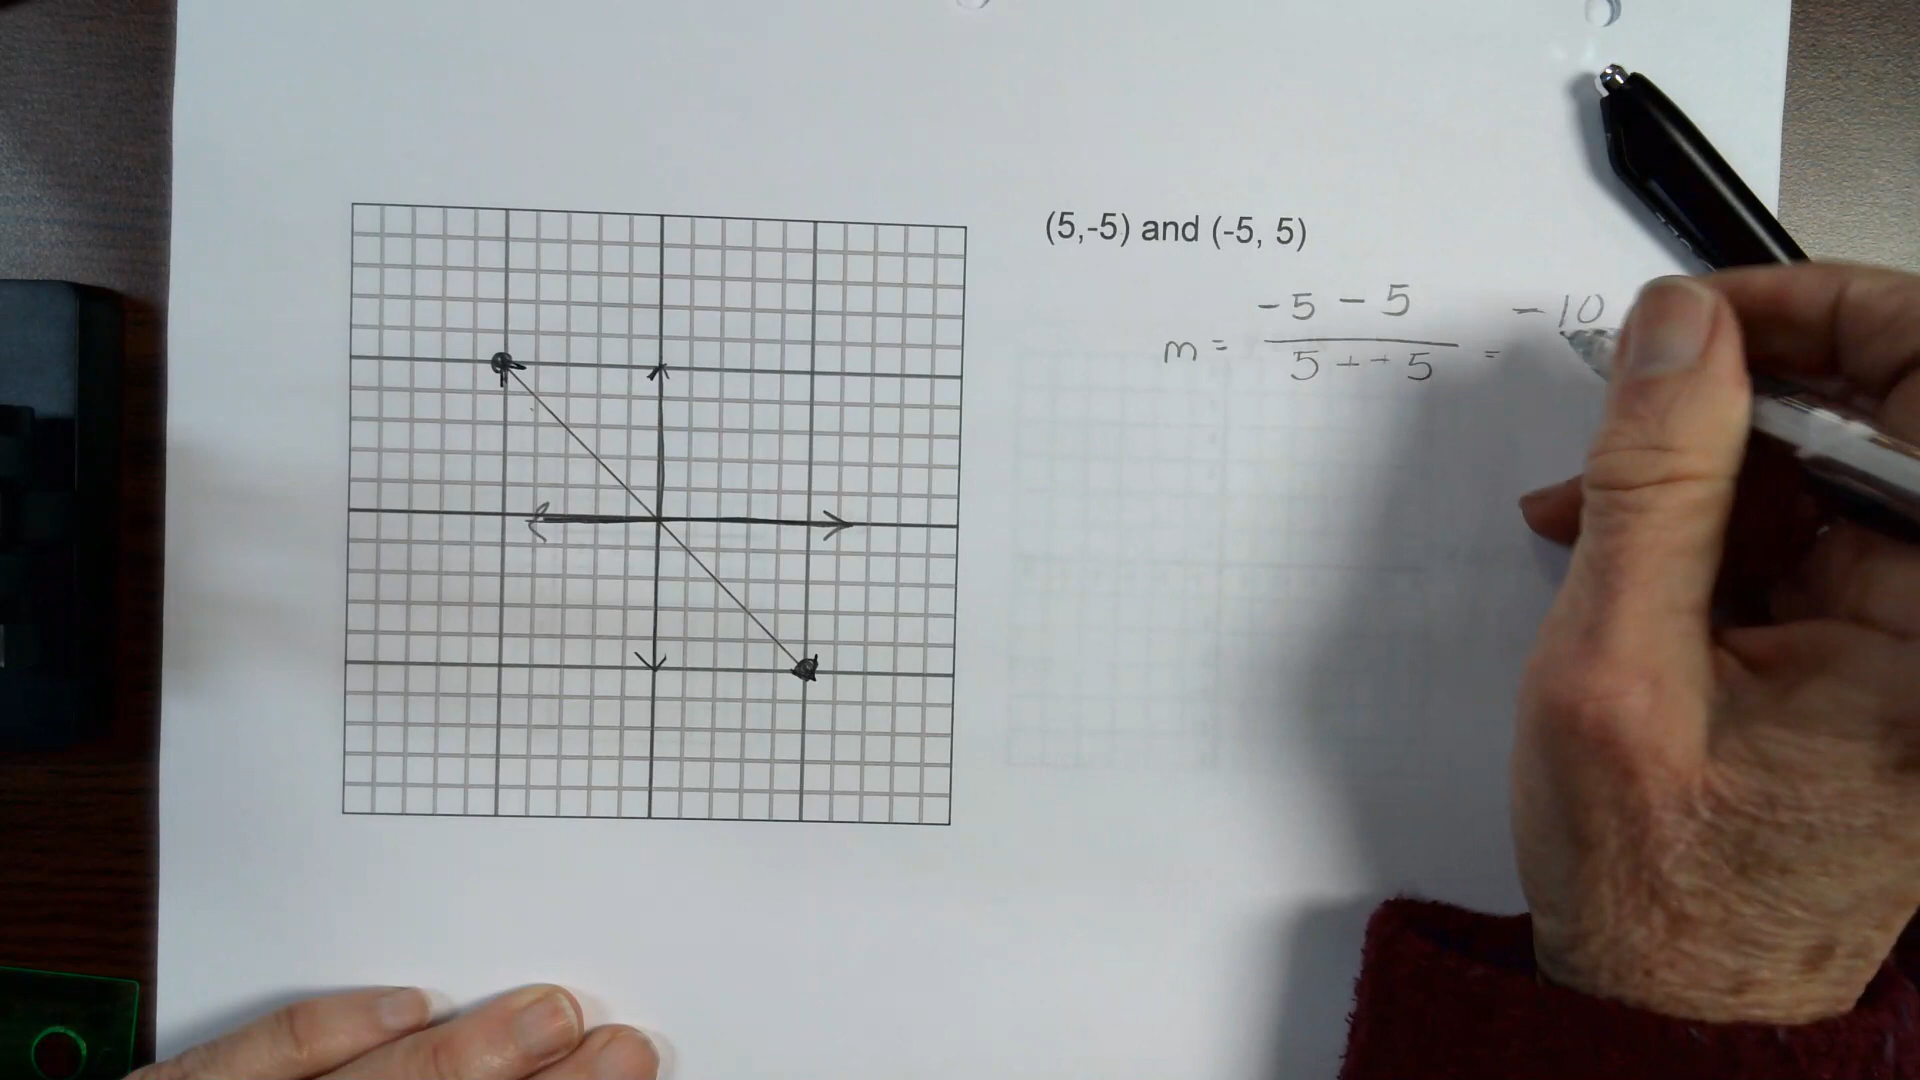 (5,-5) and (-5, 5)
-5 - 5
m = ――― = -10
5 + + 5